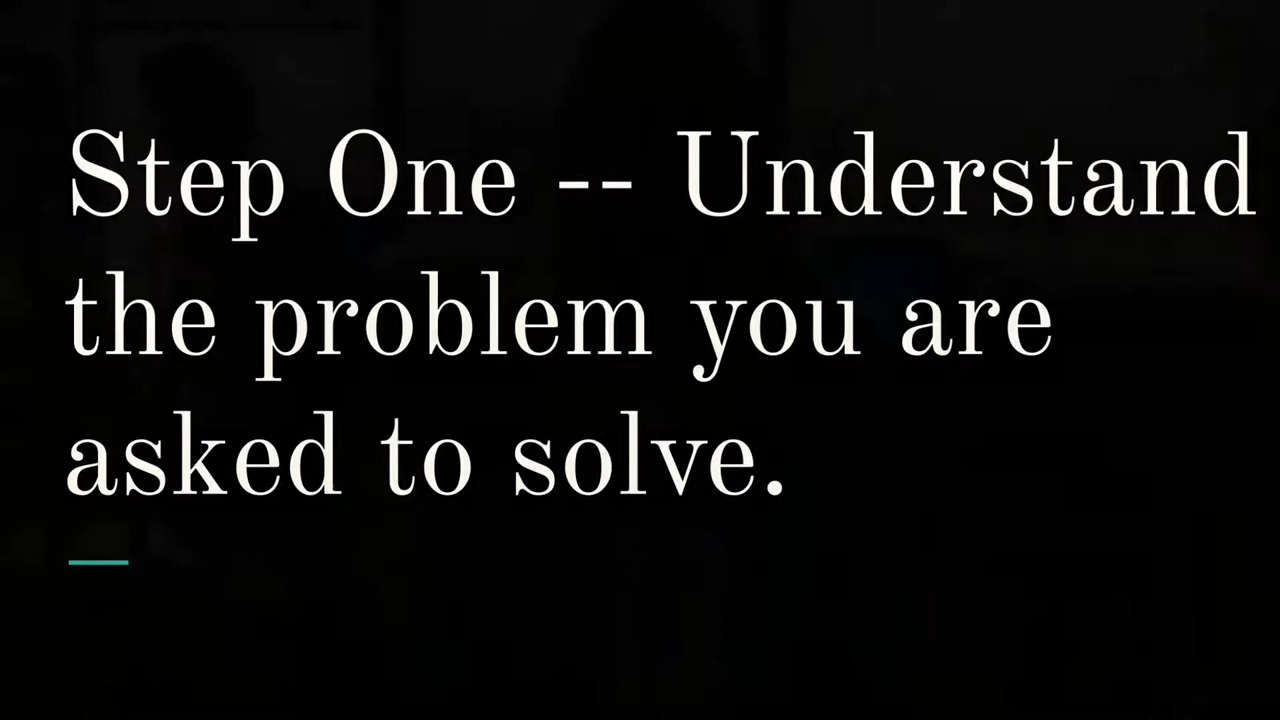 Step One -- Understand
the problem you are
asked to solve.